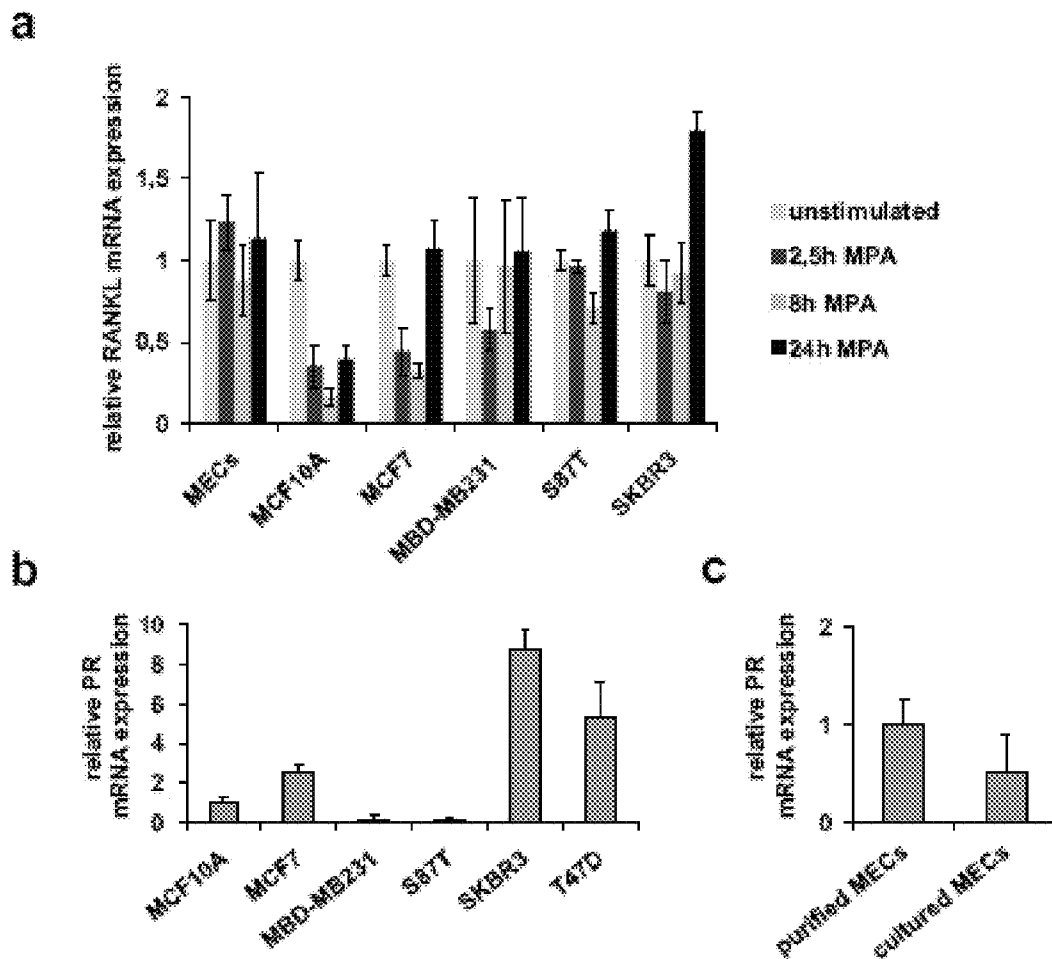 a
relative RANKL mRNA expression
2
1,5
1
0,5
0
MECs
MCF10A
MCF7
MBD-MB231
S87T
SKBR3
unstimulated
2,5h MPA
8h MPA
24h MPA
b
relative PR
mRNA expression
10
8
6
4
2
0
MCF10A
MCF7
MBD-MB231
S87T
SKBR3
T47D
c
relative PR
mRNA expression
2
1
0
purified MECs
cultured MECs